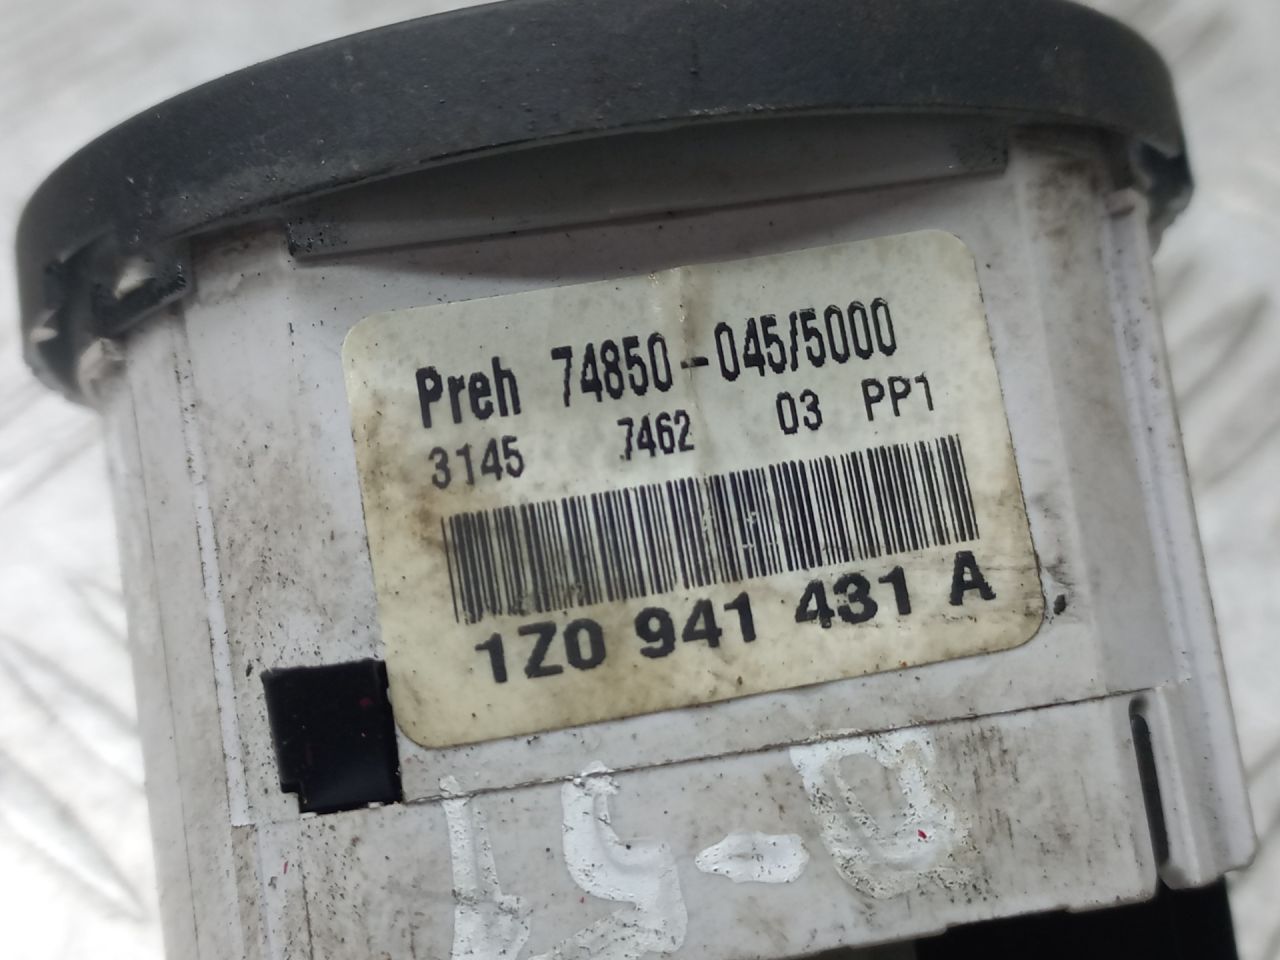 Preh 74850-045/5000
3145 7462 03 PP1
1Z0 941 431 A